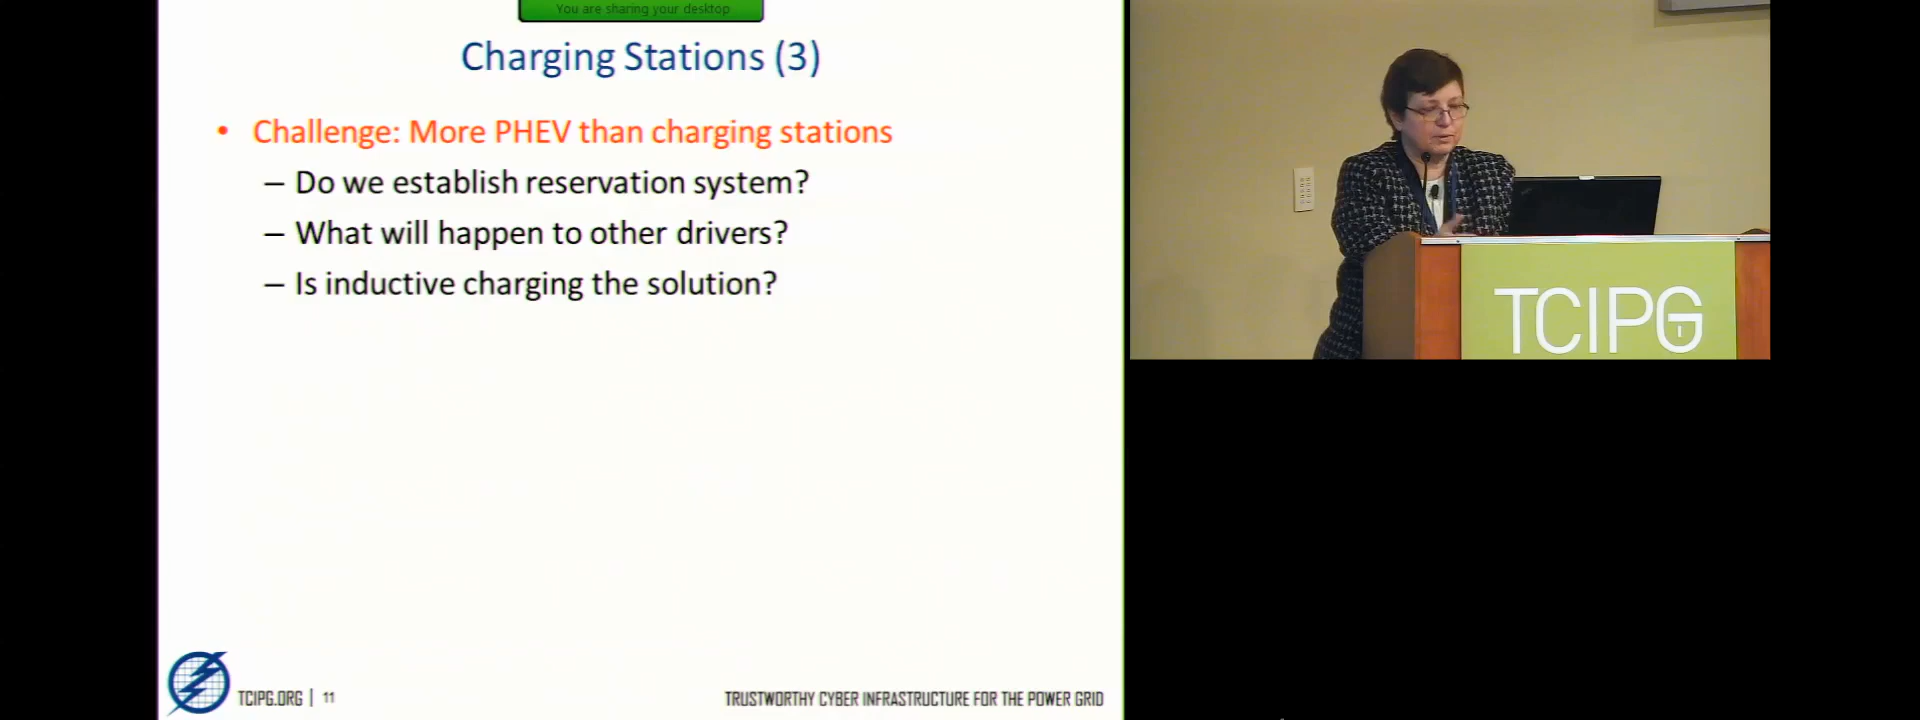 You are sharing your desktop
Charging Stations (3)
• Challenge: More PHEV than charging stations
– Do we establish reservation system?
– What will happen to other drivers?
– Is inductive charging the solution?
TCIPG.ORG | 11
TRUSTWORTHY CYBER INFRASTRUCTURE FOR THE POWER GRID
TCIPG